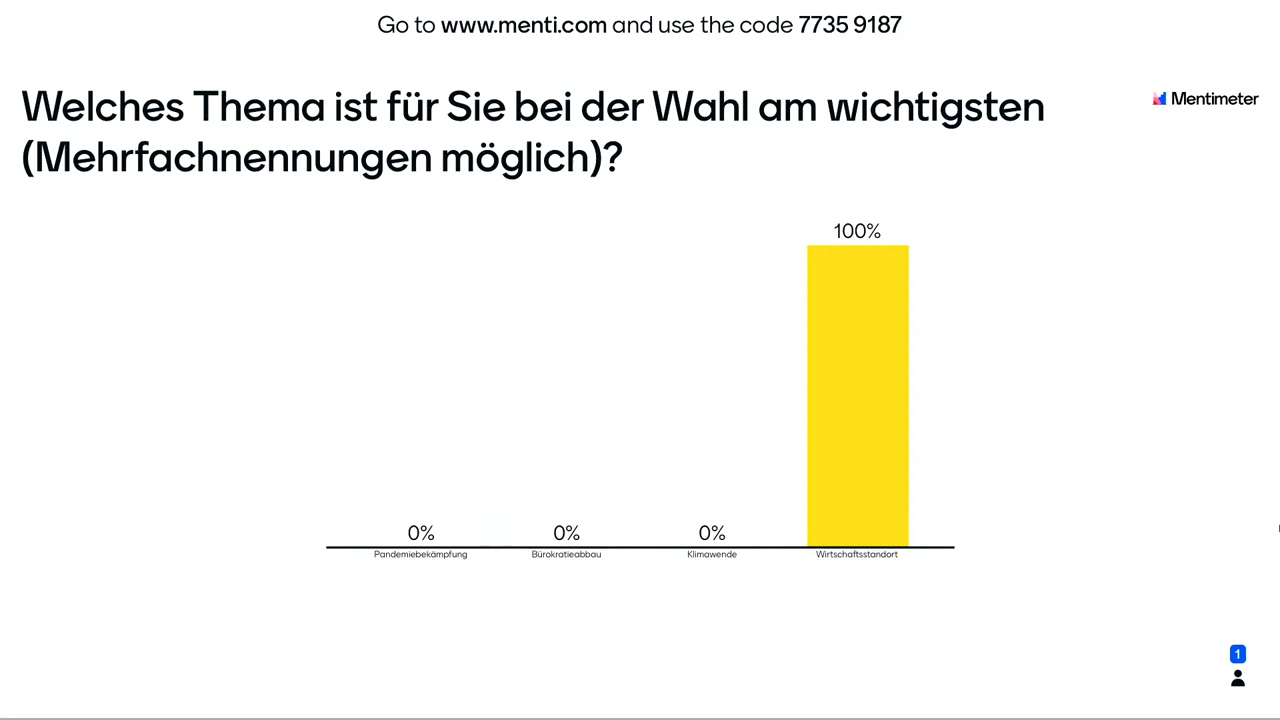 Go to www.menti.com and use the code 7735 9187
Welches Thema ist für Sie bei der Wahl am wichtigsten
(Mehrfachnennungen möglich)?
Mentimeter
100%
0% 0% 0%
Pandemiebekämpfung Bürokratieabbau Klimawende Wirtschaftsstandort
1